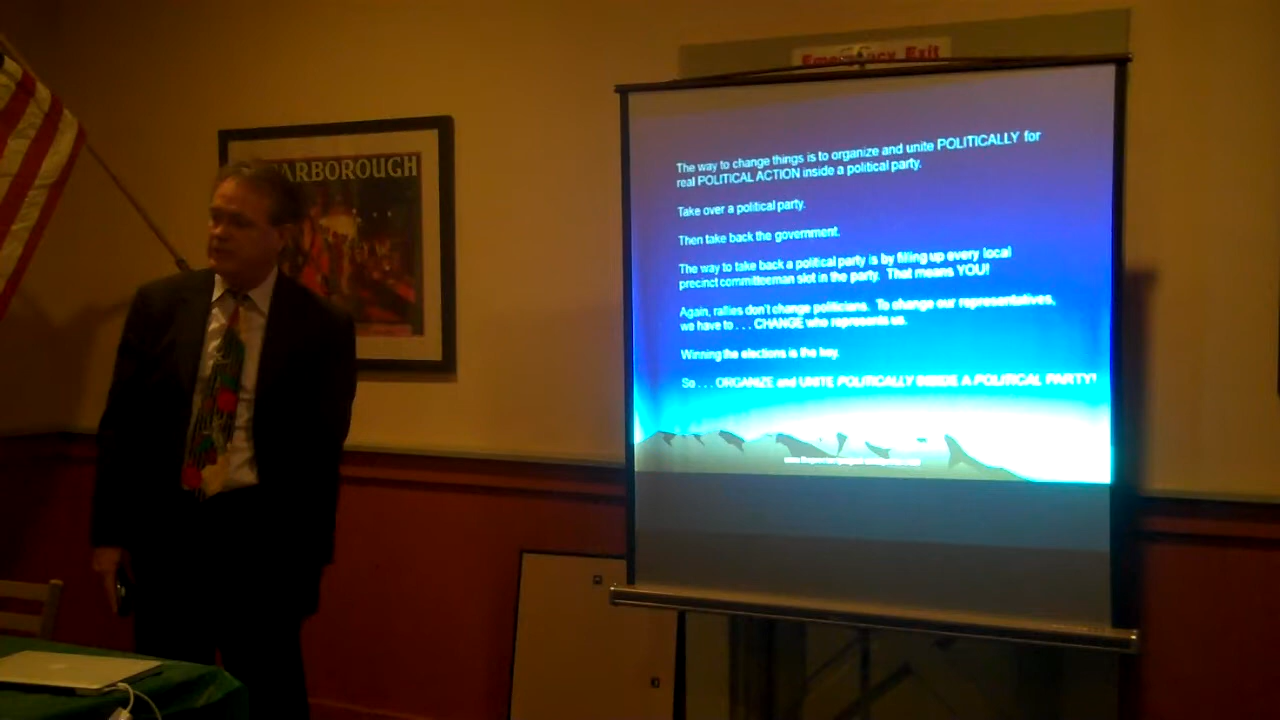 Emergency Exit
ARBOROUGH
The way to change things is to organize and unite POLITICALLY for
real POLITICAL ACTION inside a political party.
Take over a political party.
Then take back the government.
The way to take back a political party is by filling up every local
precinct committeeman slot in the party. That means YOU!
Again, rallies don't change politicians. To change our representatives,
we have to . . . CHANGE who represents us.
Winning the elections is the key.
So . . . ORGANIZE and UNITE POLITICALLY INSIDE A POLITICAL PARTY!